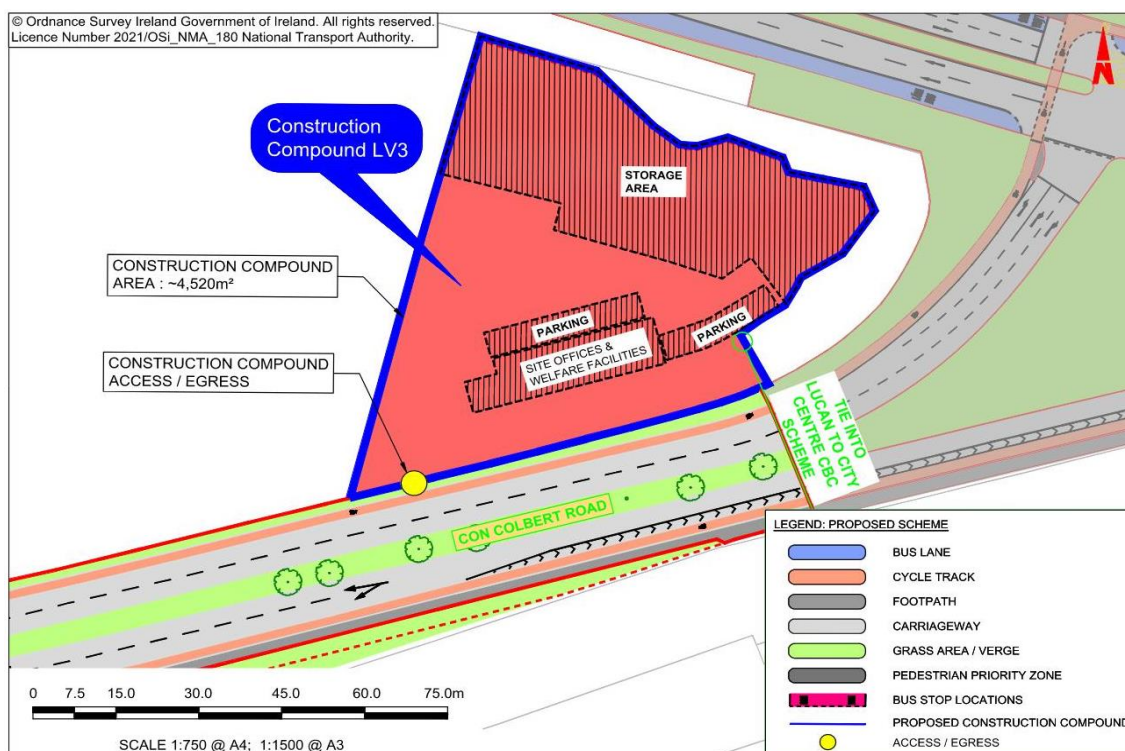 © Ordnance Survey Ireland Government of Ireland. All rights reserved.
Licence Number 2021/OSi_NMA_180 National Transport Authority.
N
Construction
Compound LV3
STORAGE
AREA
CONSTRUCTION COMPOUND
AREA : ~4,520m²
PARKING
PARKING
SITE OFFICES &
WELFARE FACILITIES
CONSTRUCTION COMPOUND
ACCESS / EGRESS
TIE INTO
LUCAN TO CITY
CENTRE CBC
SCHEME
CON COLBERT ROAD
LEGEND: PROPOSED SCHEME
BUS LANE
CYCLE TRACK
FOOTPATH
CARRIAGEWAY
GRASS AREA / VERGE
PEDESTRIAN PRIORITY ZONE
BUS STOP LOCATIONS
PROPOSED CONSTRUCTION COMPOUND
ACCESS / EGRESS
0 7.5 15.0 30.0 45.0 60.0 75.0m
SCALE 1:750 @ A4; 1:1500 @ A3